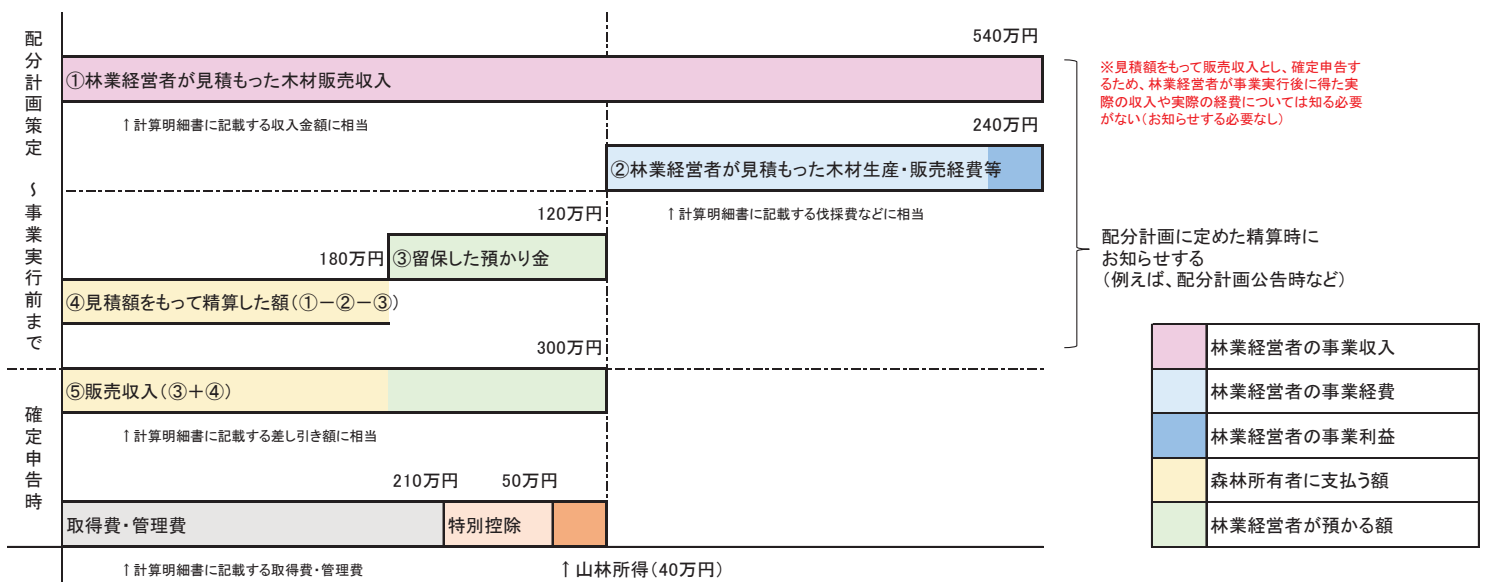 配分計画策定 ～ 事業実行前まで
540万円
①林業経営者が見積もった木材販売収入
↑計算明細書に記載する収入金額に相当
240万円
②林業経営者が見積もった木材生産・販売経費等
↑計算明細書に記載する伐採費などに相当
120万円
③留保した預かり金
180万円
④見積額をもって精算した額(①－②－③)
※見積額をもって販売収入とし、確定申告す
るため、林業経営者が事業実行後に得た実
際の収入や実際の経費については知る必要
がない(お知らせする必要なし)
配分計画に定めた精算時に
お知らせする
(例えば、配分計画公告時など)
確定申告時
300万円
⑤販売収入(③＋④)
↑計算明細書に記載する差し引き額に相当
210万円
50万円
取得費・管理費
特別控除
↑計算明細書に記載する取得費・管理費
↑山林所得(40万円)
林業経営者の事業収入
林業経営者の事業経費
林業経営者の事業利益
森林所有者に支払う額
林業経営者が預かる額